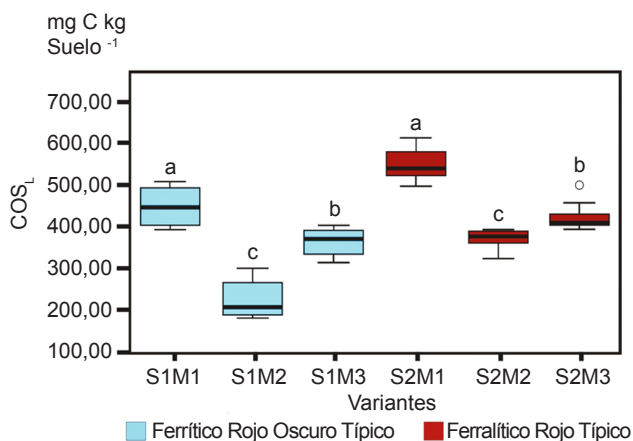 mg C kg
Suelo -1
700,00
600,00
500,00
400,00
300,00
200,00
100,00
COSL
a
c
b
a
c
b
S1M1 S1M2 S1M3 S2M1 S2M2 S2M3
Variantes
Ferrítico Rojo Oscuro Típico Ferralítico Rojo Típico